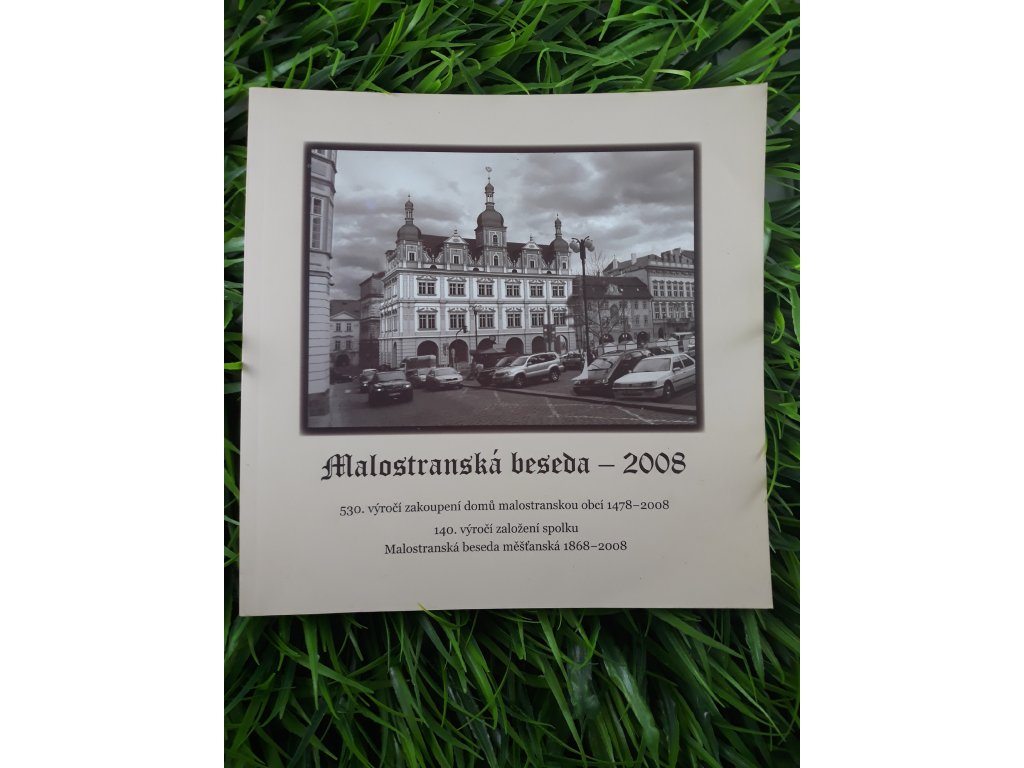 Malostranská beseda – 2008
530. výročí zakoupení domů malostranskou obcí 1478–2008
140. výročí založení spolku
Malostranská beseda měšťanská 1868–2008